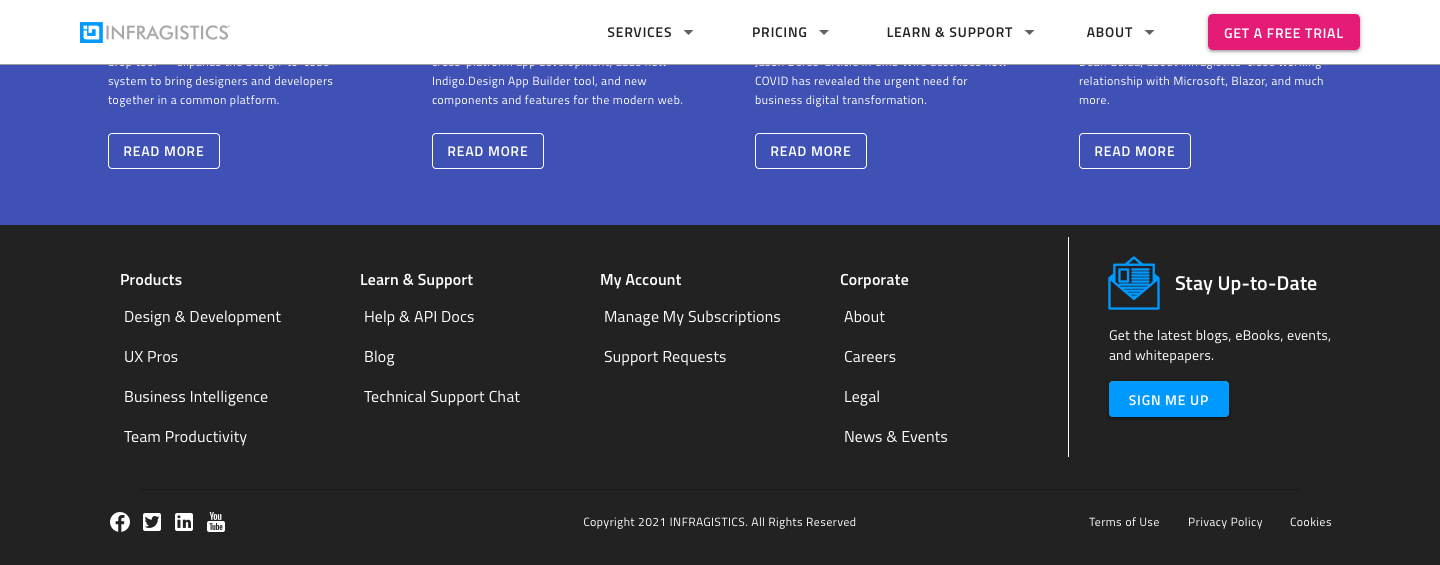 INFRAGISTICS
SERVICES
PRICING
LEARN & SUPPORT
ABOUT
GET A FREE TRIAL
system to bring designers and developers
together in a common platform.
READ MORE
Indigo.Design App Builder tool, and new
components and features for the modern web.
READ MORE
COVID has revealed the urgent need for
business digital transformation.
READ MORE
relationship with Microsoft, Blazor, and much
more.
READ MORE
Products
Design & Development
UX Pros
Business Intelligence
Team Productivity
Learn & Support
Help & API Docs
Blog
Technical Support Chat
My Account
Manage My Subscriptions
Support Requests
Corporate
About
Careers
Legal
News & Events
Stay Up-to-Date
Get the latest blogs, eBooks, events,
and whitepapers.
SIGN ME UP
You
Tube
Copyright 2021 INFRAGISTICS. All Rights Reserved
Terms of Use
Privacy Policy
Cookies